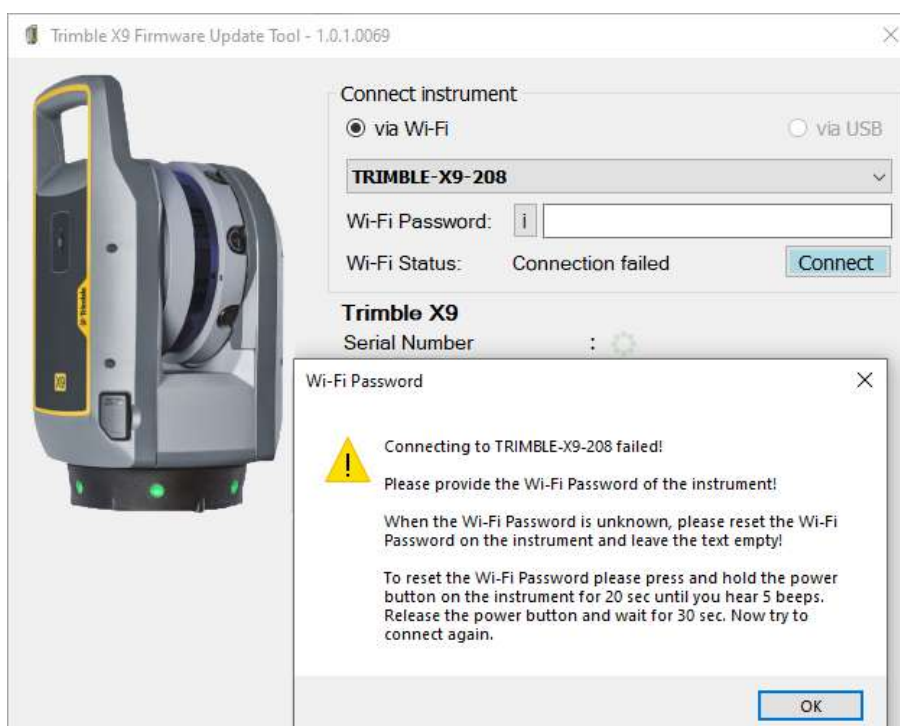 Trimble X9 Firmware Update Tool - 1.0.1.0069
Connect instrument
via Wi-Fi
via USB
TRIMBLE-X9-208
Wi-Fi Password:
i
Wi-Fi Status:
Connection failed
Connect
Trimble X9
Serial Number
:
Trimble
X9
Wi-Fi Password
Connecting to TRIMBLE-X9-208 failed!
Please provide the Wi-Fi Password of the instrument!
When the Wi-Fi Password is unknown, please reset the Wi-Fi
Password on the instrument and leave the text empty!
To reset the Wi-Fi Password please press and hold the power
button on the instrument for 20 sec until you hear 5 beeps.
Release the power button and wait for 30 sec. Now try to
connect again.
OK